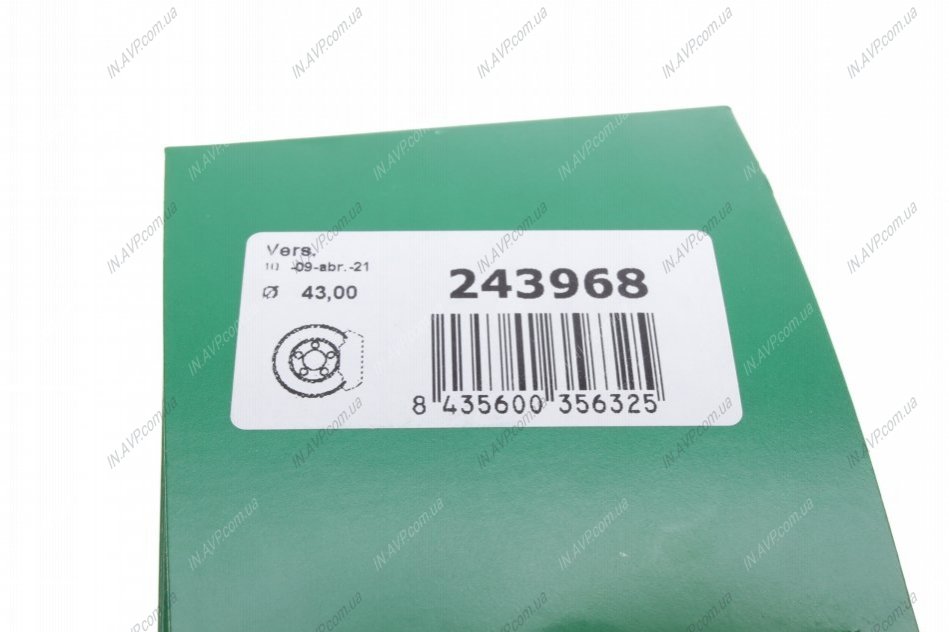 Vers.
-09-abr.-21
Ø 43,00
243968
8 435600 356325
IN.AVP.com.ua